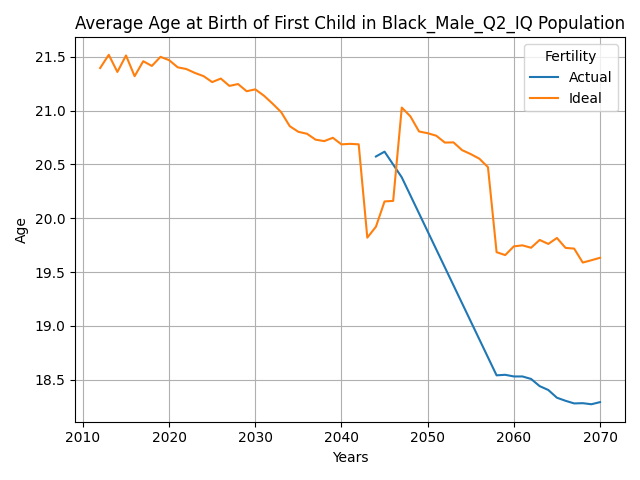 Average Age at Birth of First Child in Black_Male_Q2_IQ Population
Fertility
Actual
Ideal
Age
21.5
21.0
20.5
20.0
19.5
19.0
18.5
2010
2020
2030
2040
2050
2060
2070
Years